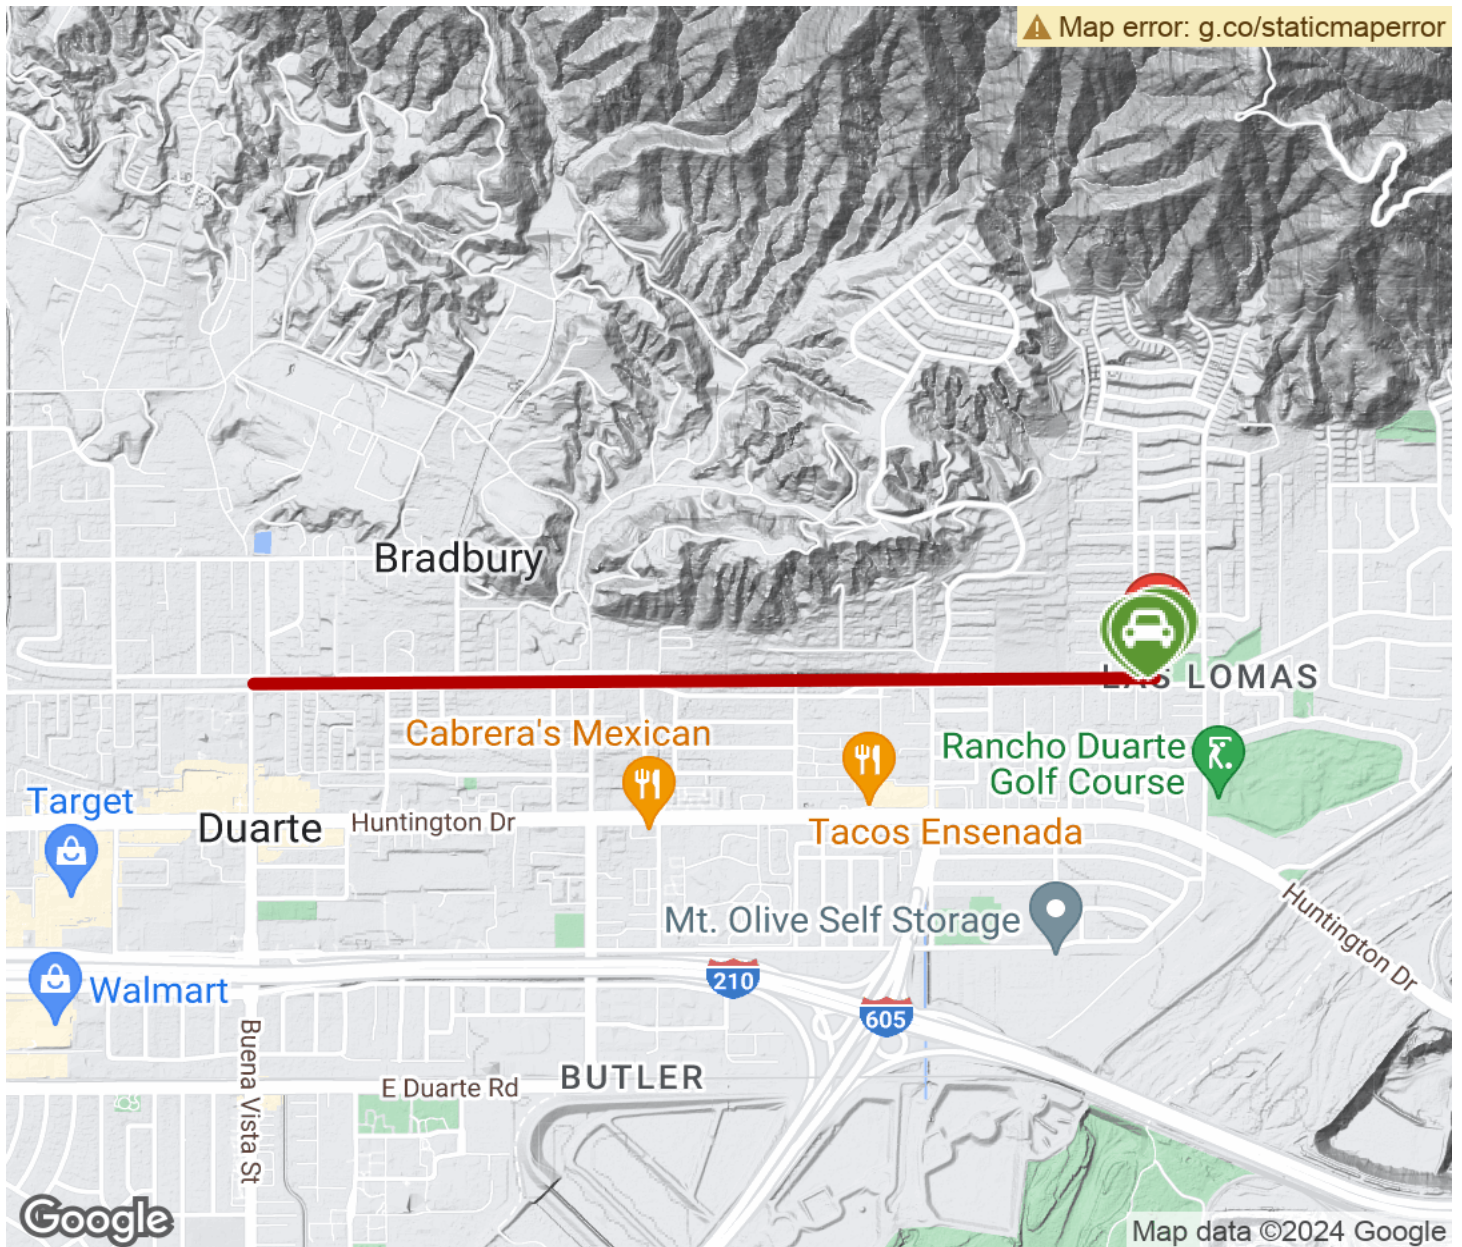 Map error: g.co/staticmaperror
Bradbury
LAS LOMAS
Cabrera's Mexican
Rancho Duarte
Golf Course
Target
Duarte
Huntington Dr
Tacos Ensenada
Mt. Olive Self Storage
Huntington Dr
Walmart
210
605
Buena Vista St
BUTLER
E Duarte Rd
Google
Map data ©2024 Google